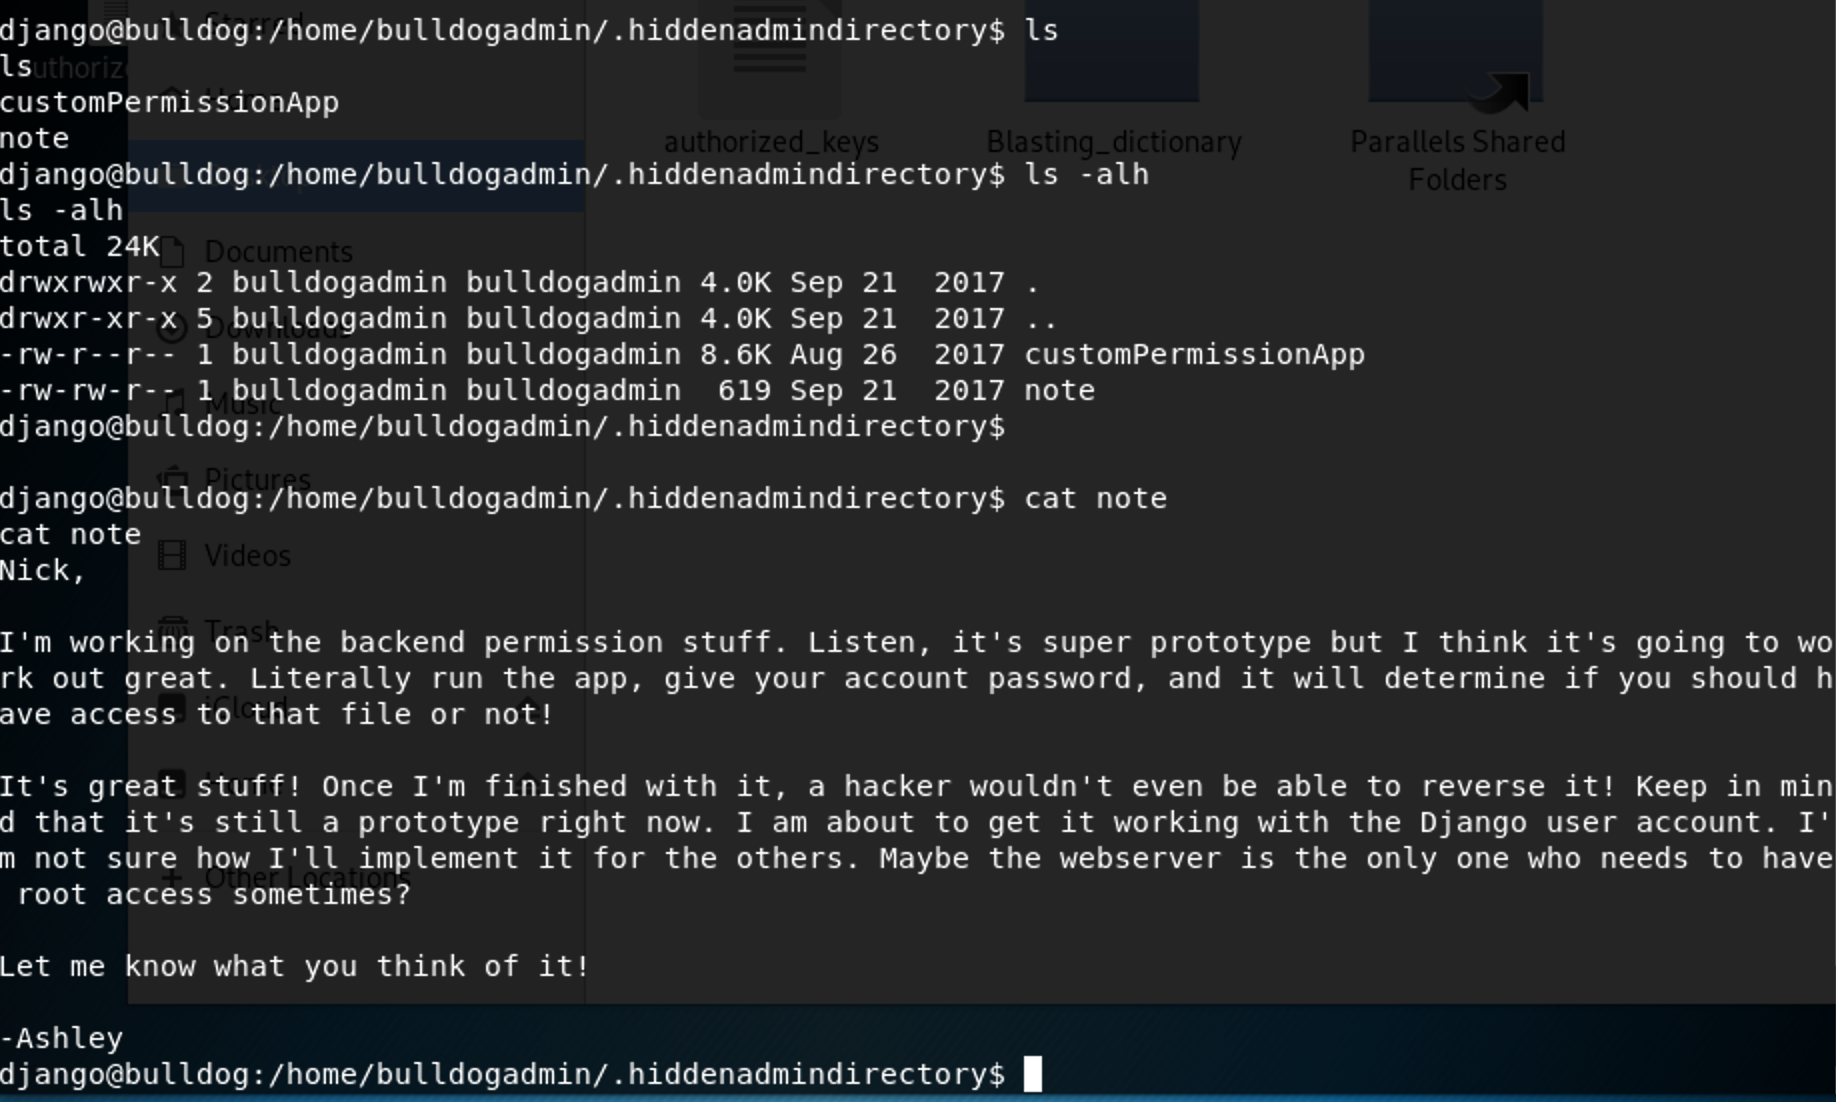 django@bulldog:/home/bulldogadmin/.hiddenadmindirectory$ ls
ls
customPermissionApp
note
django@bulldog:/home/bulldogadmin/.hiddenadmindirectory$ ls -alh
ls -alh
total 24K
drwxrwxr-x 2 bulldogadmin bulldogadmin 4.0K Sep 21  2017 .
drwxr-xr-x 5 bulldogadmin bulldogadmin 4.0K Sep 21  2017 ..
-rw-r--r-- 1 bulldogadmin bulldogadmin 8.6K Aug 26  2017 customPermissionApp
-rw-rw-r-- 1 bulldogadmin bulldogadmin  619 Sep 21  2017 note
django@bulldog:/home/bulldogadmin/.hiddenadmindirectory$
django@bulldog:/home/bulldogadmin/.hiddenadmindirectory$ cat note
cat note
Nick,
I'm working on the backend permission stuff. Listen, it's super prototype but I think it's going to wo
rk out great. Literally run the app, give your account password, and it will determine if you should h
ave access to that file or not!
It's great stuff! Once I'm finished with it, a hacker wouldn't even be able to reverse it! Keep in min
d that it's still a prototype right now. I am about to get it working with the Django user account. I'
m not sure how I'll implement it for the others. Maybe the webserver is the only one who needs to have
 root access sometimes?
Let me know what you think of it!
-Ashley
django@bulldog:/home/bulldogadmin/.hiddenadmindirectory$
authorized_keys
Blasting_dictionary
Parallels Shared
Folders
Starred
Home
Documents
Downloads
Music
Pictures
Videos
Trash
iCloud
Other Locations